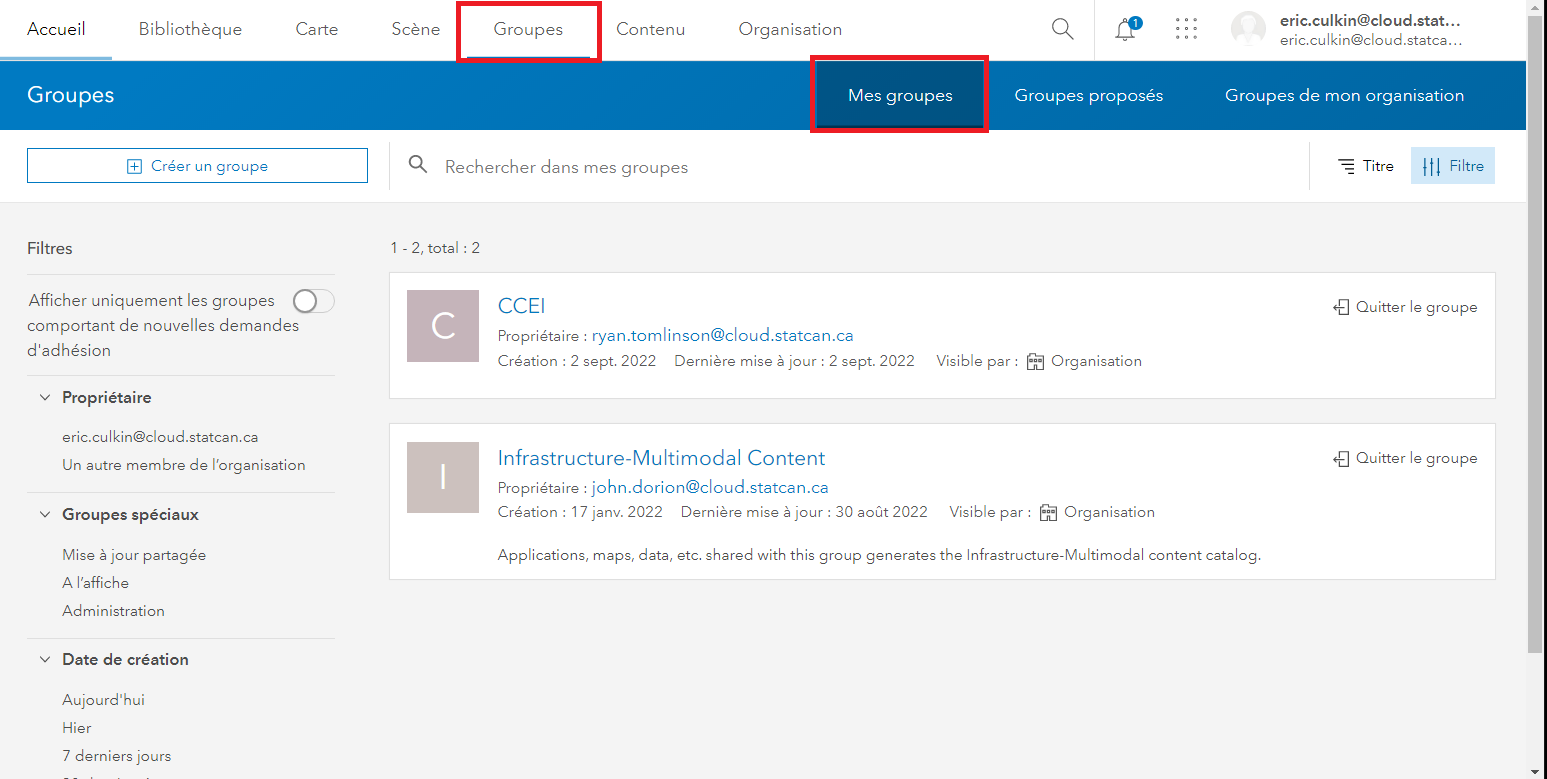 Accueil Bibliothèque Carte Scène Groupes Contenu Organisation 1 eric.culkin@cloud.stat...
eric.culkin@cloud.statca...
Groupes Mes groupes Groupes proposés Groupes de mon organisation
Créer un groupe Rechercher dans mes groupes Titre Filtre
Filtres
1 - 2, total : 2
Afficher uniquement les groupes
comportant de nouvelles demandes
d'adhésion
Propriétaire
eric.culkin@cloud.statcan.ca
Un autre membre de l’organisation
Groupes spéciaux
Mise à jour partagée
A l’affiche
Administration
Date de création
Aujourd'hui
Hier
7 derniers jours
C
CCEI
Quitter le groupe
Propriétaire : ryan.tomlinson@cloud.statcan.ca
Création : 2 sept. 2022 Dernière mise à jour : 2 sept. 2022 Visible par : Organisation
I
Infrastructure-Multimodal Content
Quitter le groupe
Propriétaire : john.dorion@cloud.statcan.ca
Création : 17 janv. 2022 Dernière mise à jour : 30 août 2022 Visible par : Organisation
Applications, maps, data, etc. shared with this group generates the Infrastructure-Multimodal content catalog.